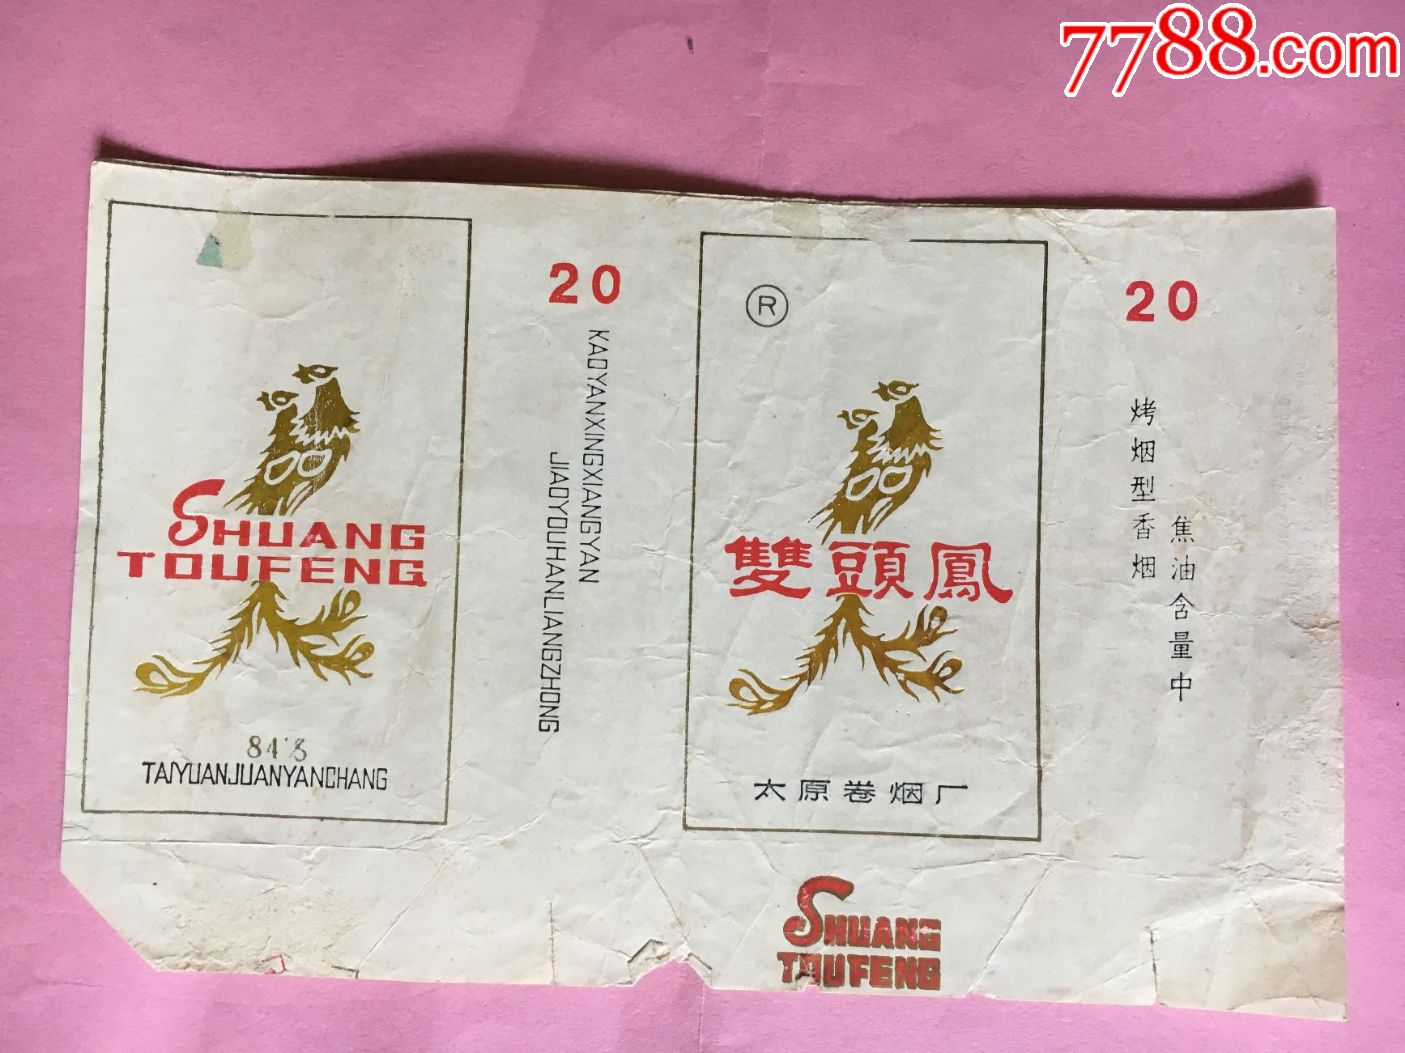 7788.com
SHUANG
TOUFENG
84.8
TAIYUANJUANYANCHANG
20
KAOYANXINGXIANGYAN
JIAOYOUHANLIANGZHONG
R
雙頭鳳
太原卷烟厂
SHUANG
TOUFENG
20
烤烟型香烟
焦油含量中